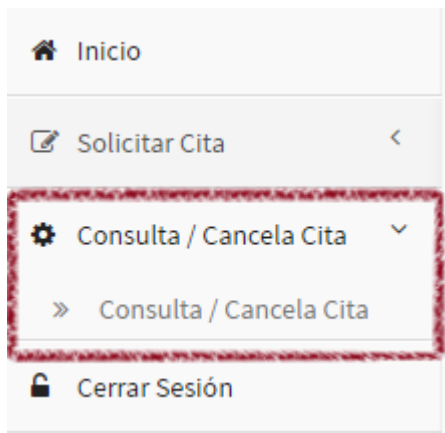 Inicio
Solicitar Cita
Consulta / Cancela Cita
Consulta / Cancela Cita
Cerrar Sesión